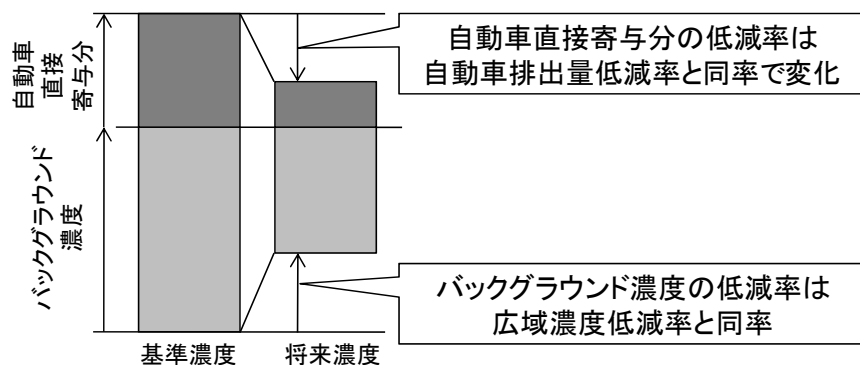 自動車
直接
寄与分
バックグラウンド
濃度
自動車直接寄与分の低減率は
自動車排出量低減率と同率で変化
バックグラウンド濃度の低減率は
広域濃度低減率と同率
基準濃度
将来濃度